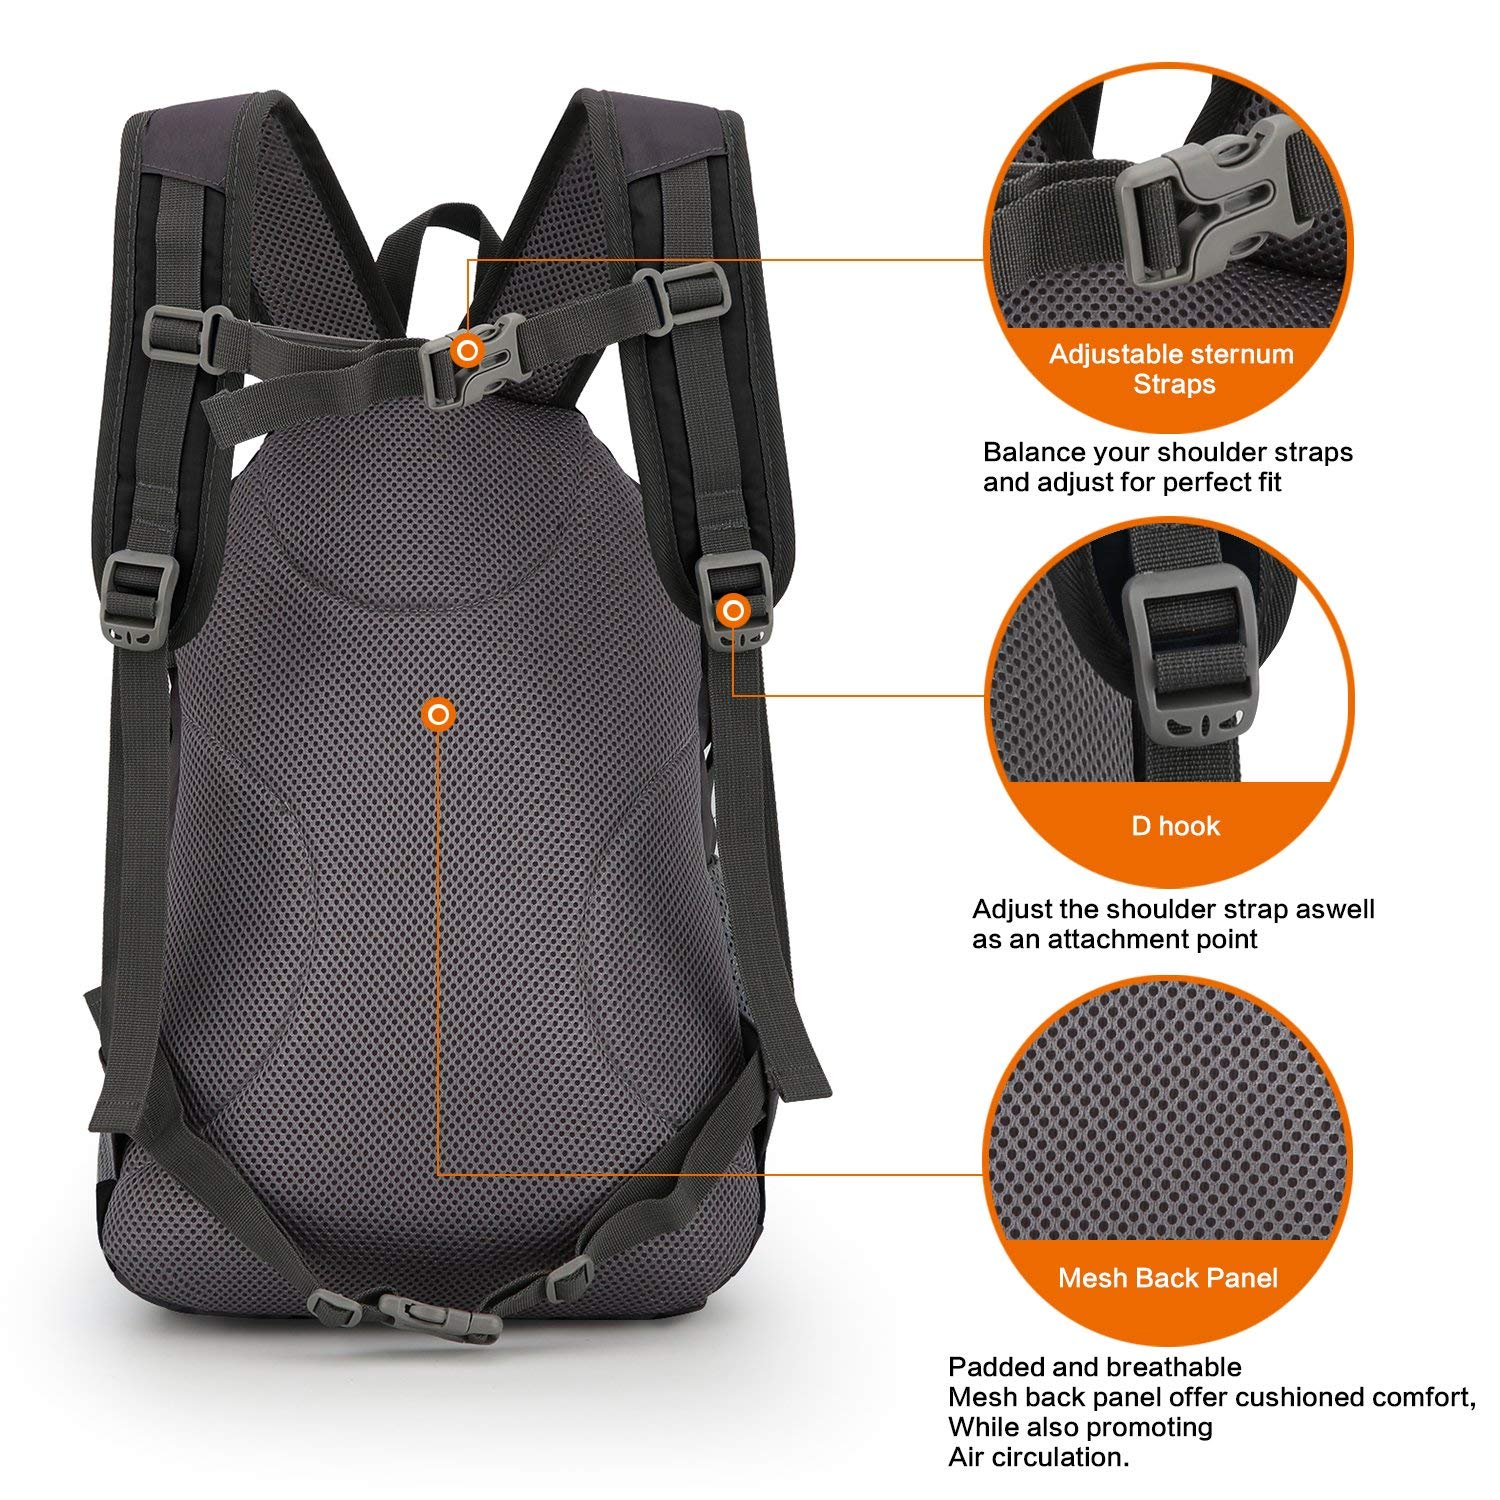 Adjustable sternum
Straps
Balance your shoulder straps
and adjust for perfect fit
D hook
Adjust the shoulder strap aswell
as an attachment point
Mesh Back Panel
Padded and breathable
Mesh back panel offer cushioned comfort,
While also promoting
Air circulation.